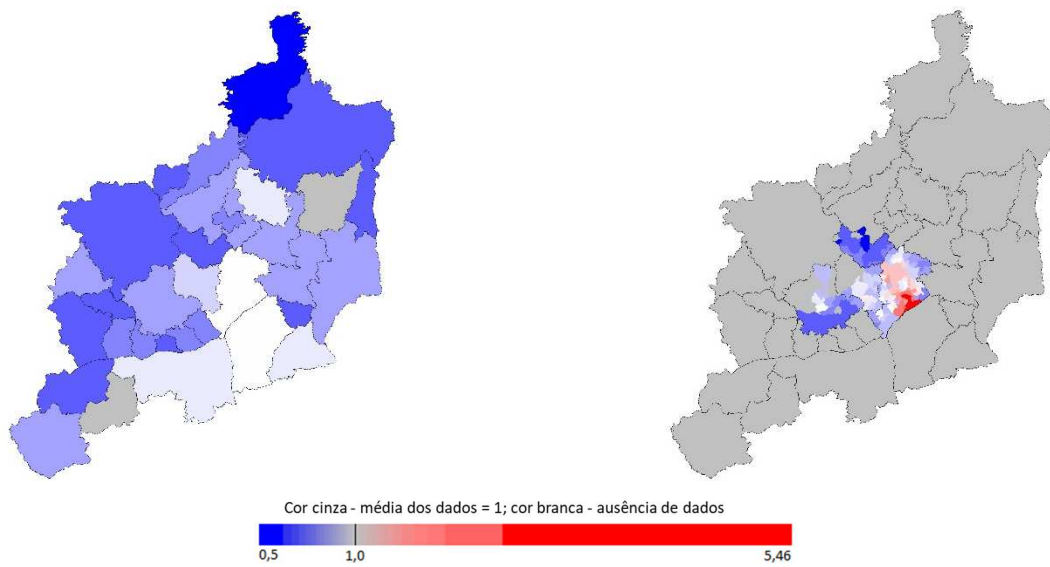 Cor cinza - média dos dados = 1; cor branca - ausência de dados
0,5 1,0 5,46